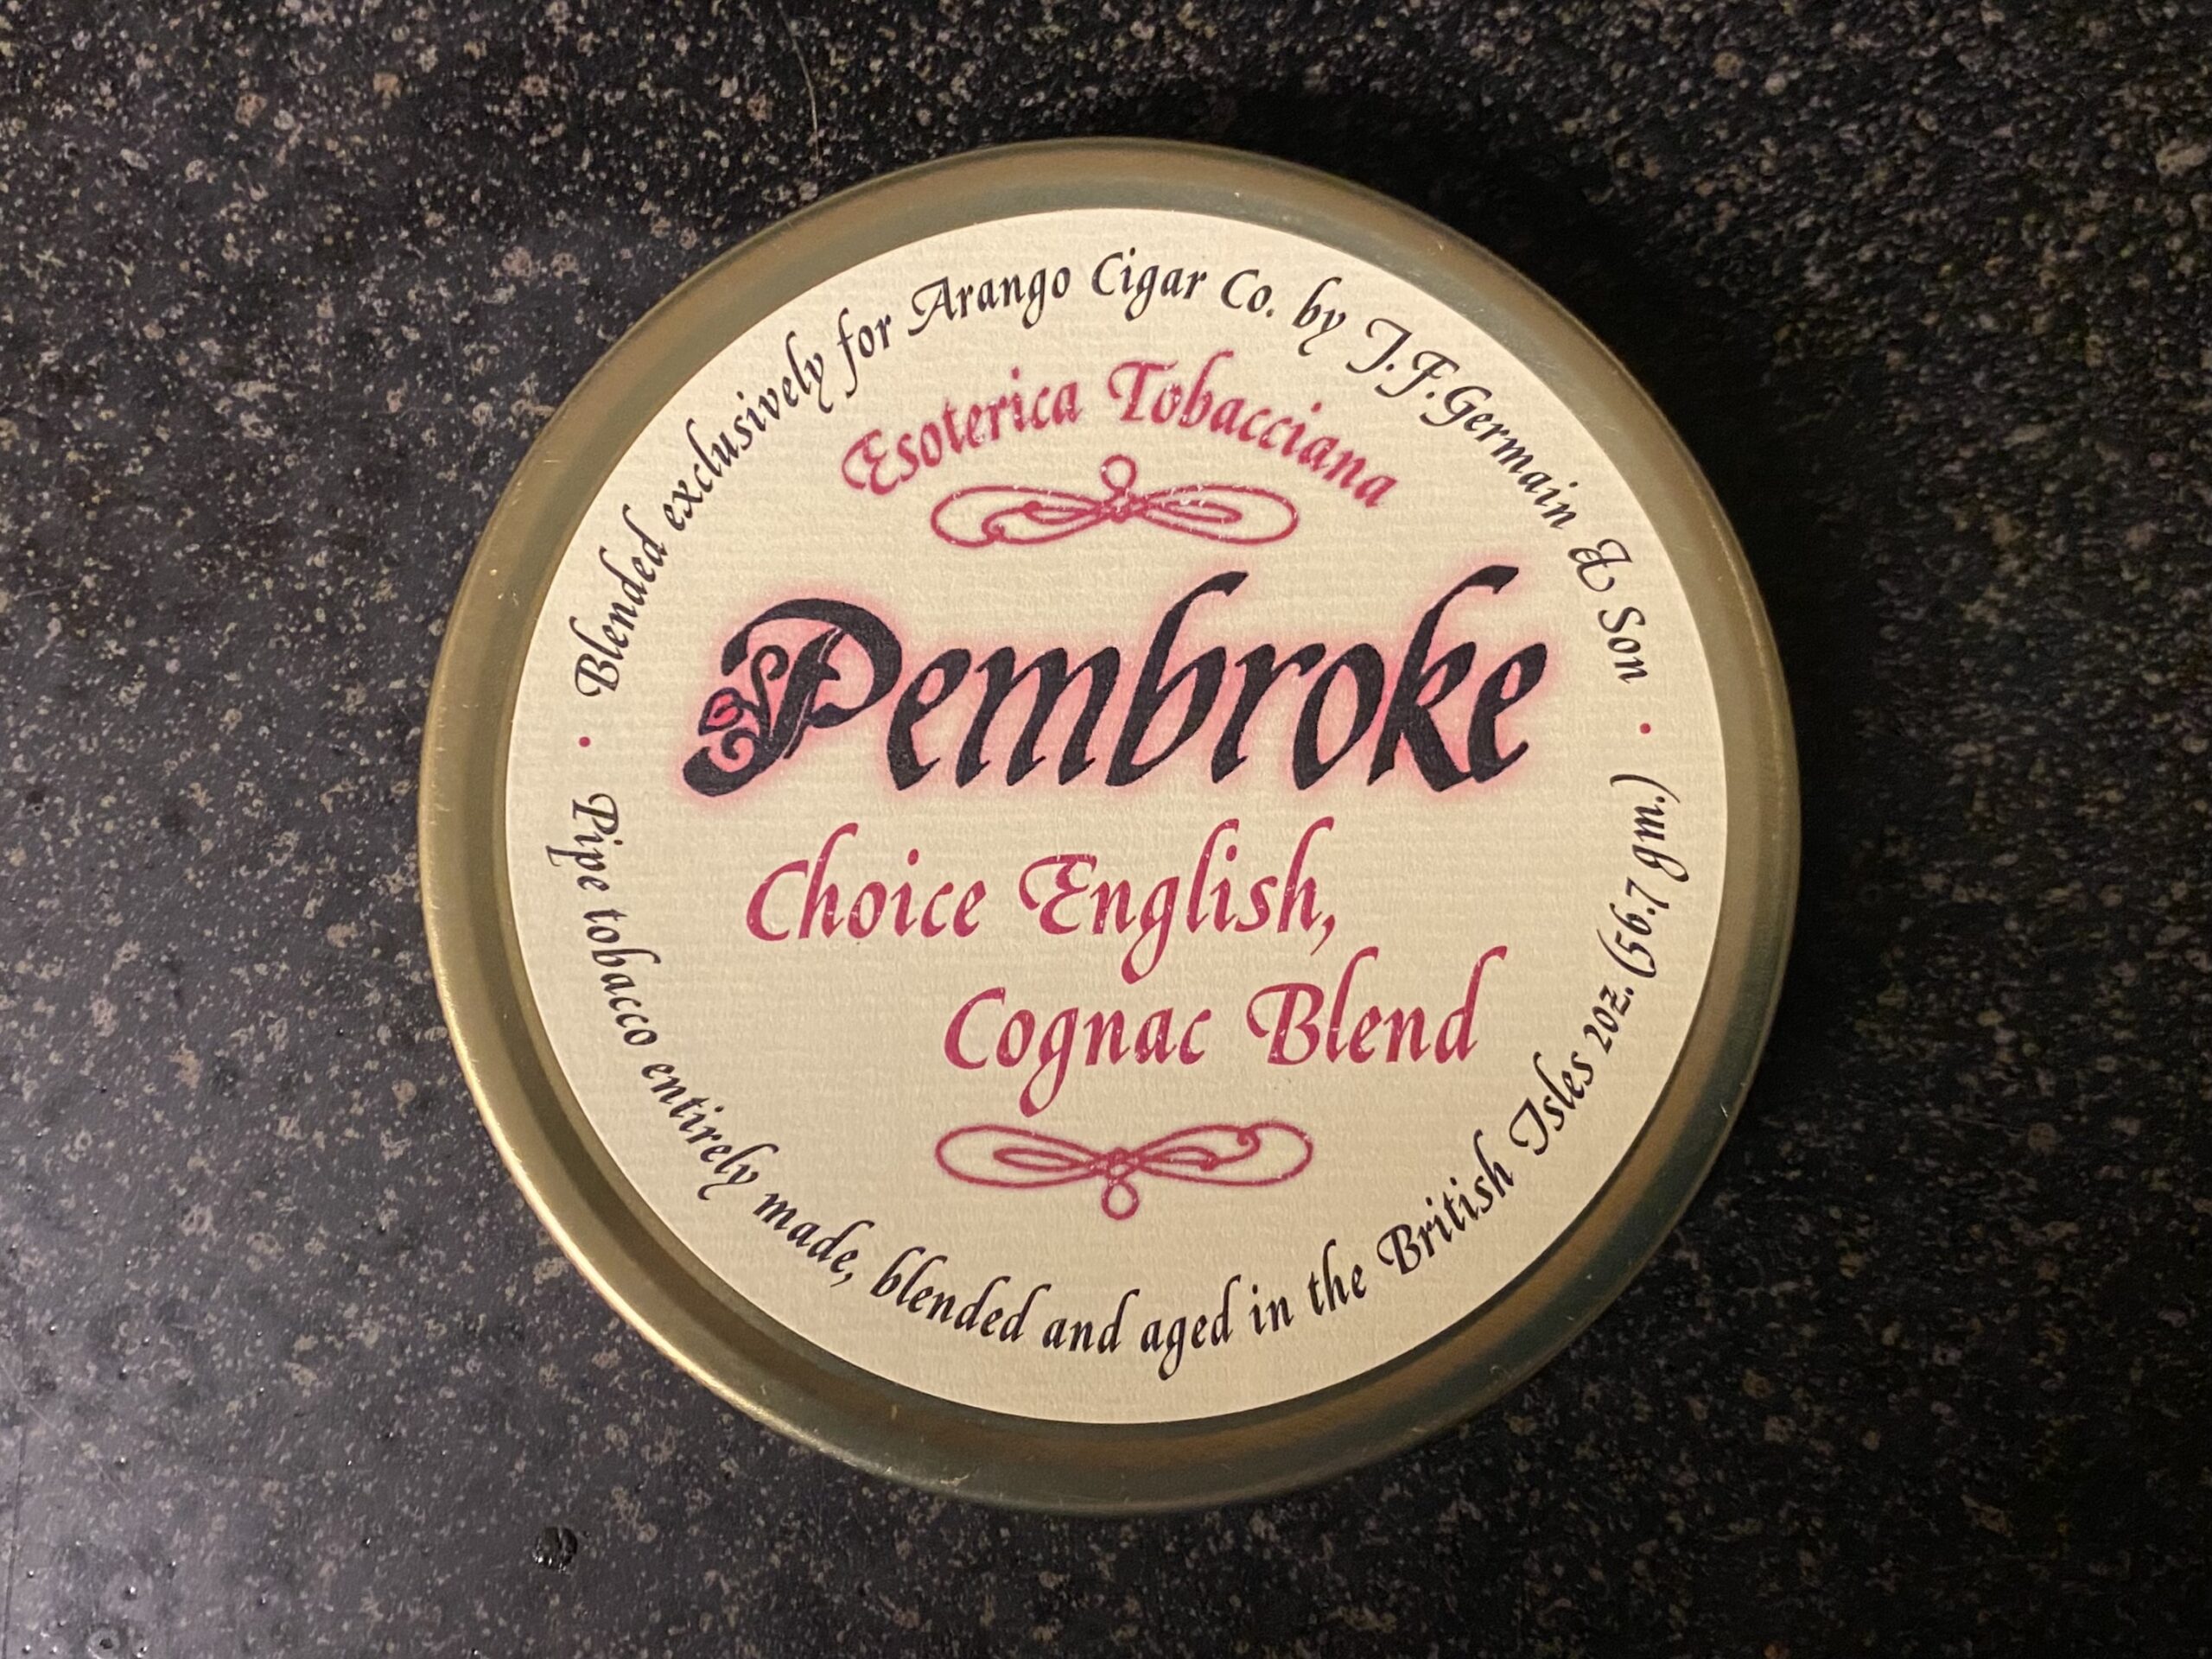 Blended exclusively for Arango Cigar Co. by J.F.Germain & Son
Esoterica Tobacciana
Pembroke
Choice English,
Cognac Blend
Pipe tobacco entirely made, blended and aged in the British Isles 2oz. (56.7 gm.)